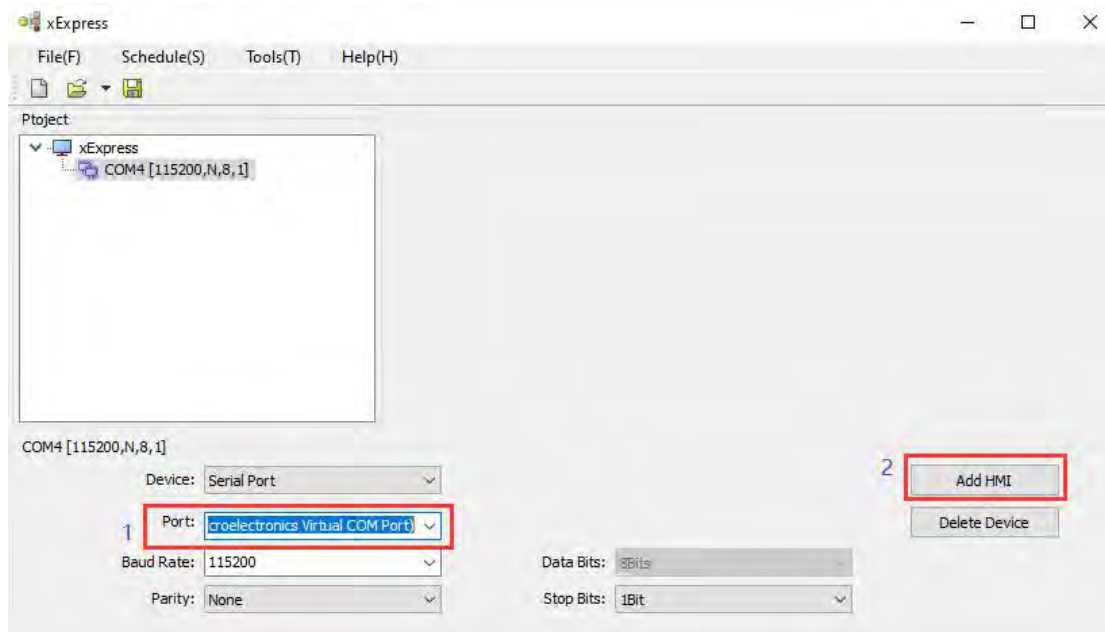 xExpress
File(F) Schedule(S) Tools(T) Help(H)
Ptoject
xExpress
COM4 [115200,N,8,1]
COM4 [115200,N,8,1]
Device: Serial Port
2 Add HMI
1 Port: croelectronics Virtual COM Port)
Delete Device
Baud Rate: 115200 Data Bits: 8Bits
Parity: None Stop Bits: 1Bit